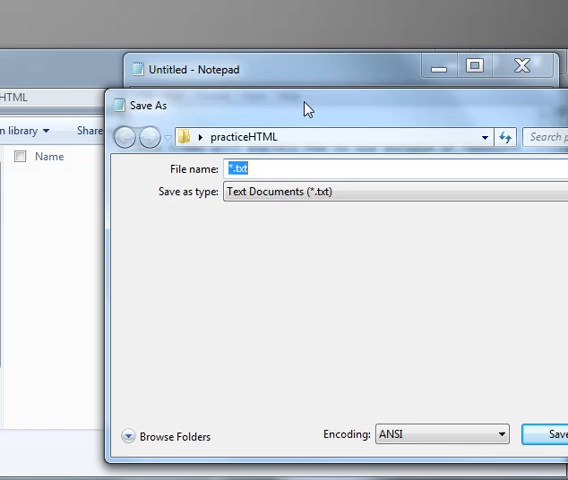 Untitled - Notepad
HTML
Save As
n library
Share
practiceHTML
Search p
Name
File name:
*.txt
Save as type:
Text Documents (*.txt)
Browse Folders
Encoding:
ANSI
Save